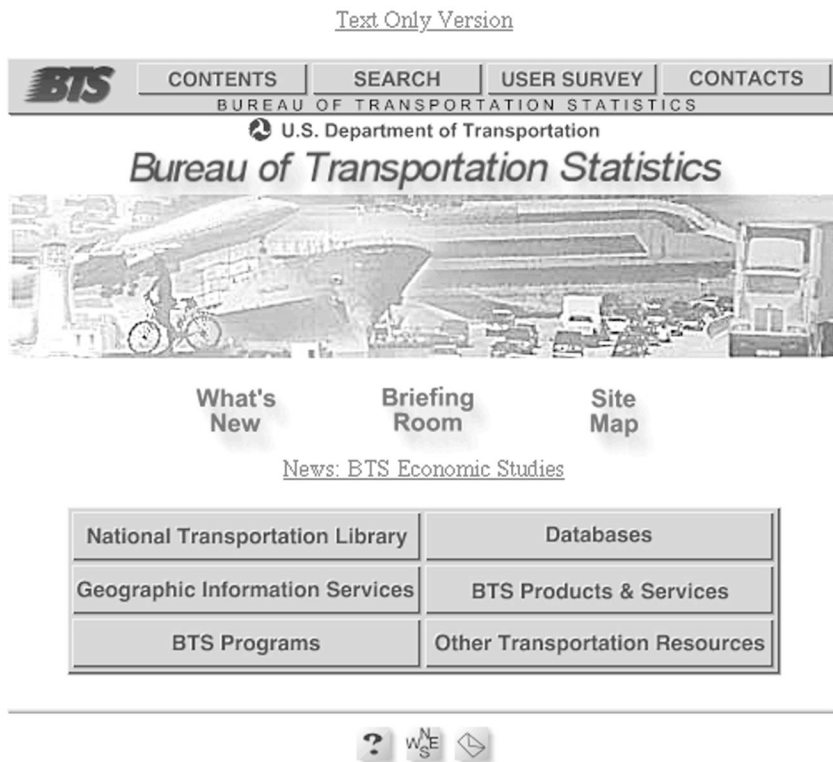 Text Only Version
BTS CONTENTS SEARCH USER SURVEY CONTACTS
BUREAU OF TRANSPORTATION STATISTICS
U.S. Department of Transportation
Bureau of Transportation Statistics
What's New
Briefing Room
Site Map
News: BTS Economic Studies
National Transportation Library Databases
Geographic Information Services BTS Products & Services
BTS Programs Other Transportation Resources
? N W E S